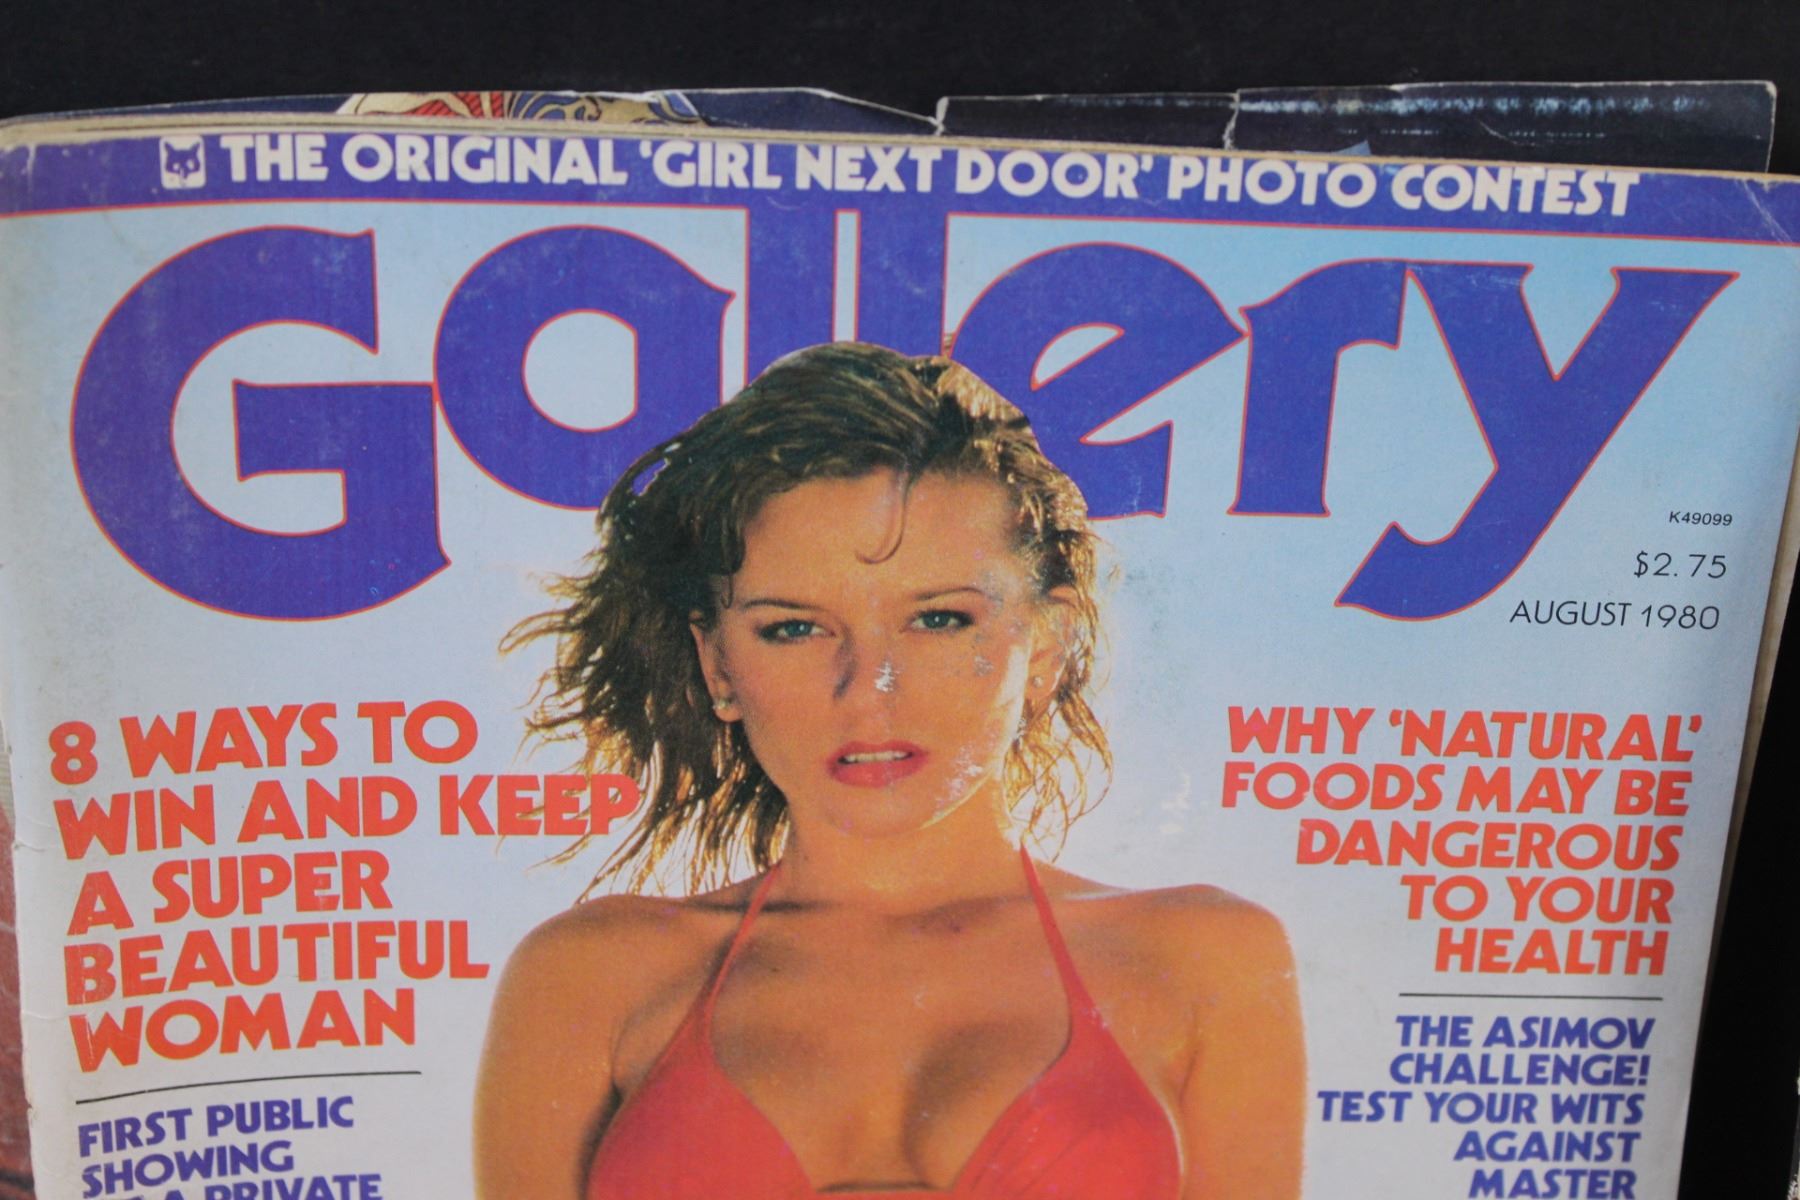 THE ORIGINAL 'GIRL NEXT DOOR' PHOTO CONTEST
Gallery
K49099
$2.75
AUGUST 1980
8 WAYS TO
WIN AND KEEP
A SUPER
BEAUTIFUL
WOMAN
FIRST PUBLIC
SHOWING
A PRIVATE
WHY 'NATURAL'
FOODS MAY BE
DANGEROUS
TO YOUR
HEALTH
THE ASIMOV
CHALLENGE!
TEST YOUR WITS
AGAINST
MASTER